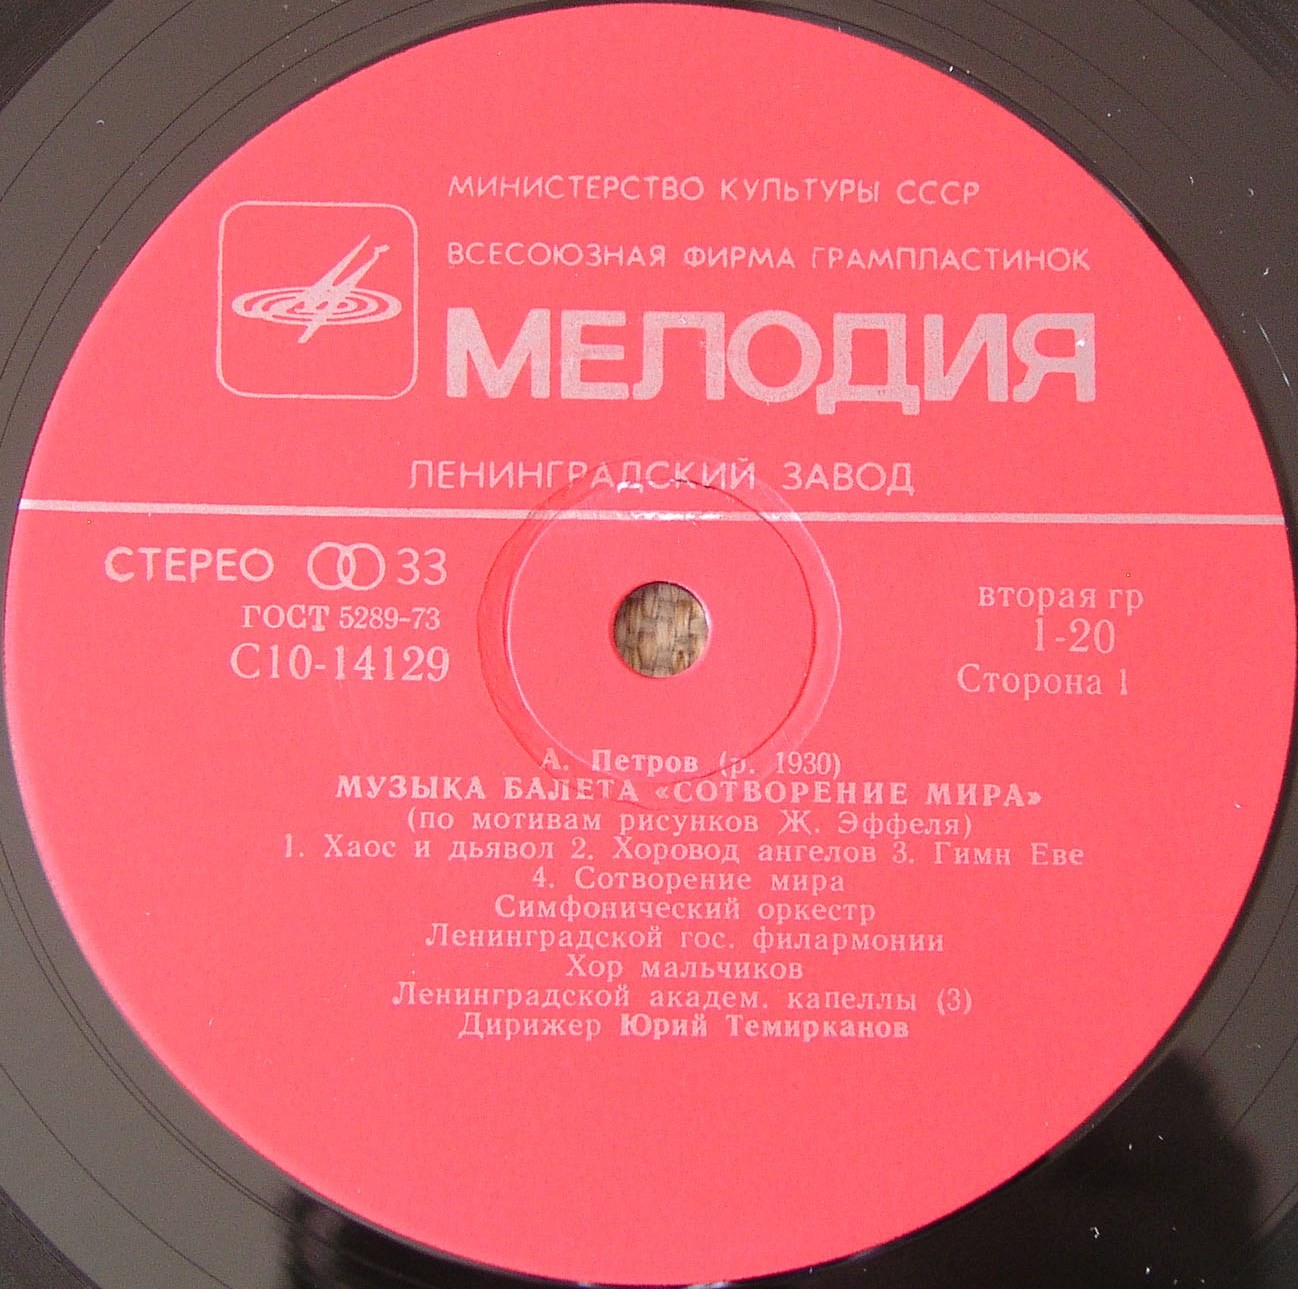 МИНИСТЕРСТВО КУЛЬТУРЫ СССР
ВСЕСОЮЗНАЯ ФИРМА ГРАМПЛАСТИНОК
МЕЛОДИЯ
ЛЕНИНГРАДСКИЙ ЗАВОД
СТЕРЕО 33
ГОСТ 5289-73
С10-14129
вторая гр
1-20
Сторона 1
А. Петров (р. 1930)
МУЗЫКА БАЛЕТА «СОТВОРЕНИЕ МИРА»
(по мотивам рисунков Ж. Эффеля)
1. Хаос и дьявол 2. Хоровод ангелов 3. Гимн Еве
4. Сотворение мира
Симфонический оркестр
Ленинградской гос. филармонии
Хор мальчиков
Ленинградской академ. капеллы (3)
Дирижер Юрий Темирканов